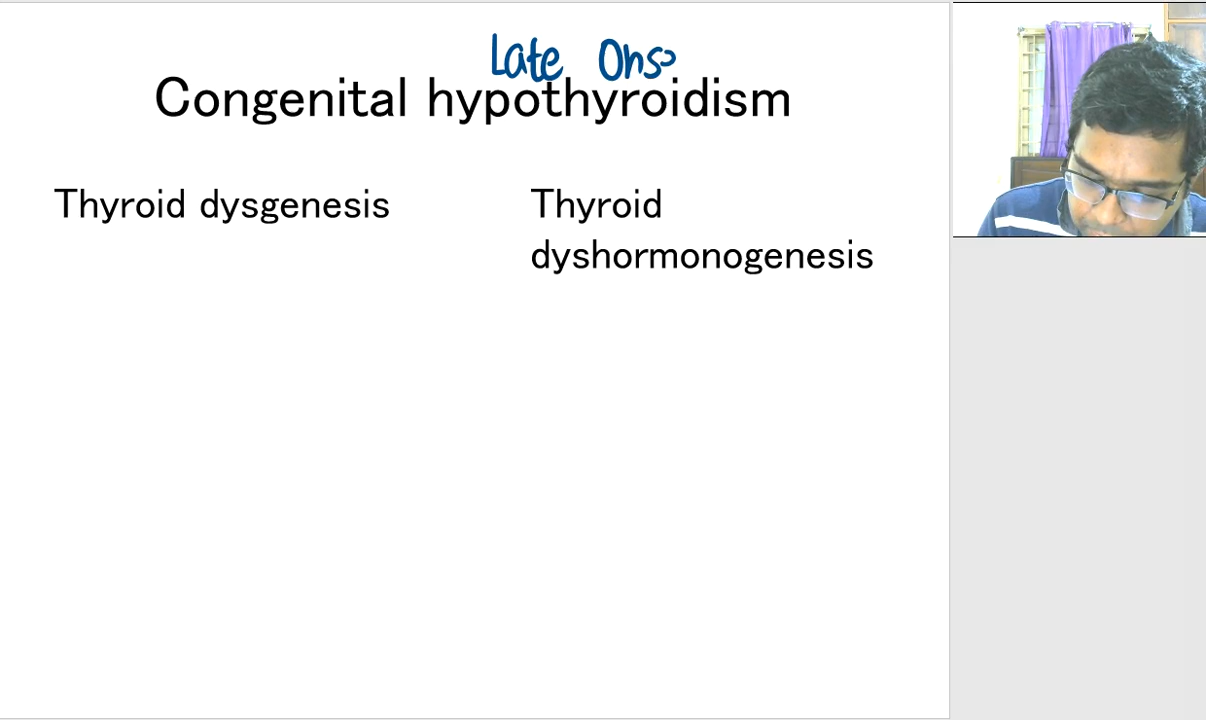 Late Ons
Congenital hypothyroidism
Thyroid dysgenesis
Thyroid
dyshormonogenesis